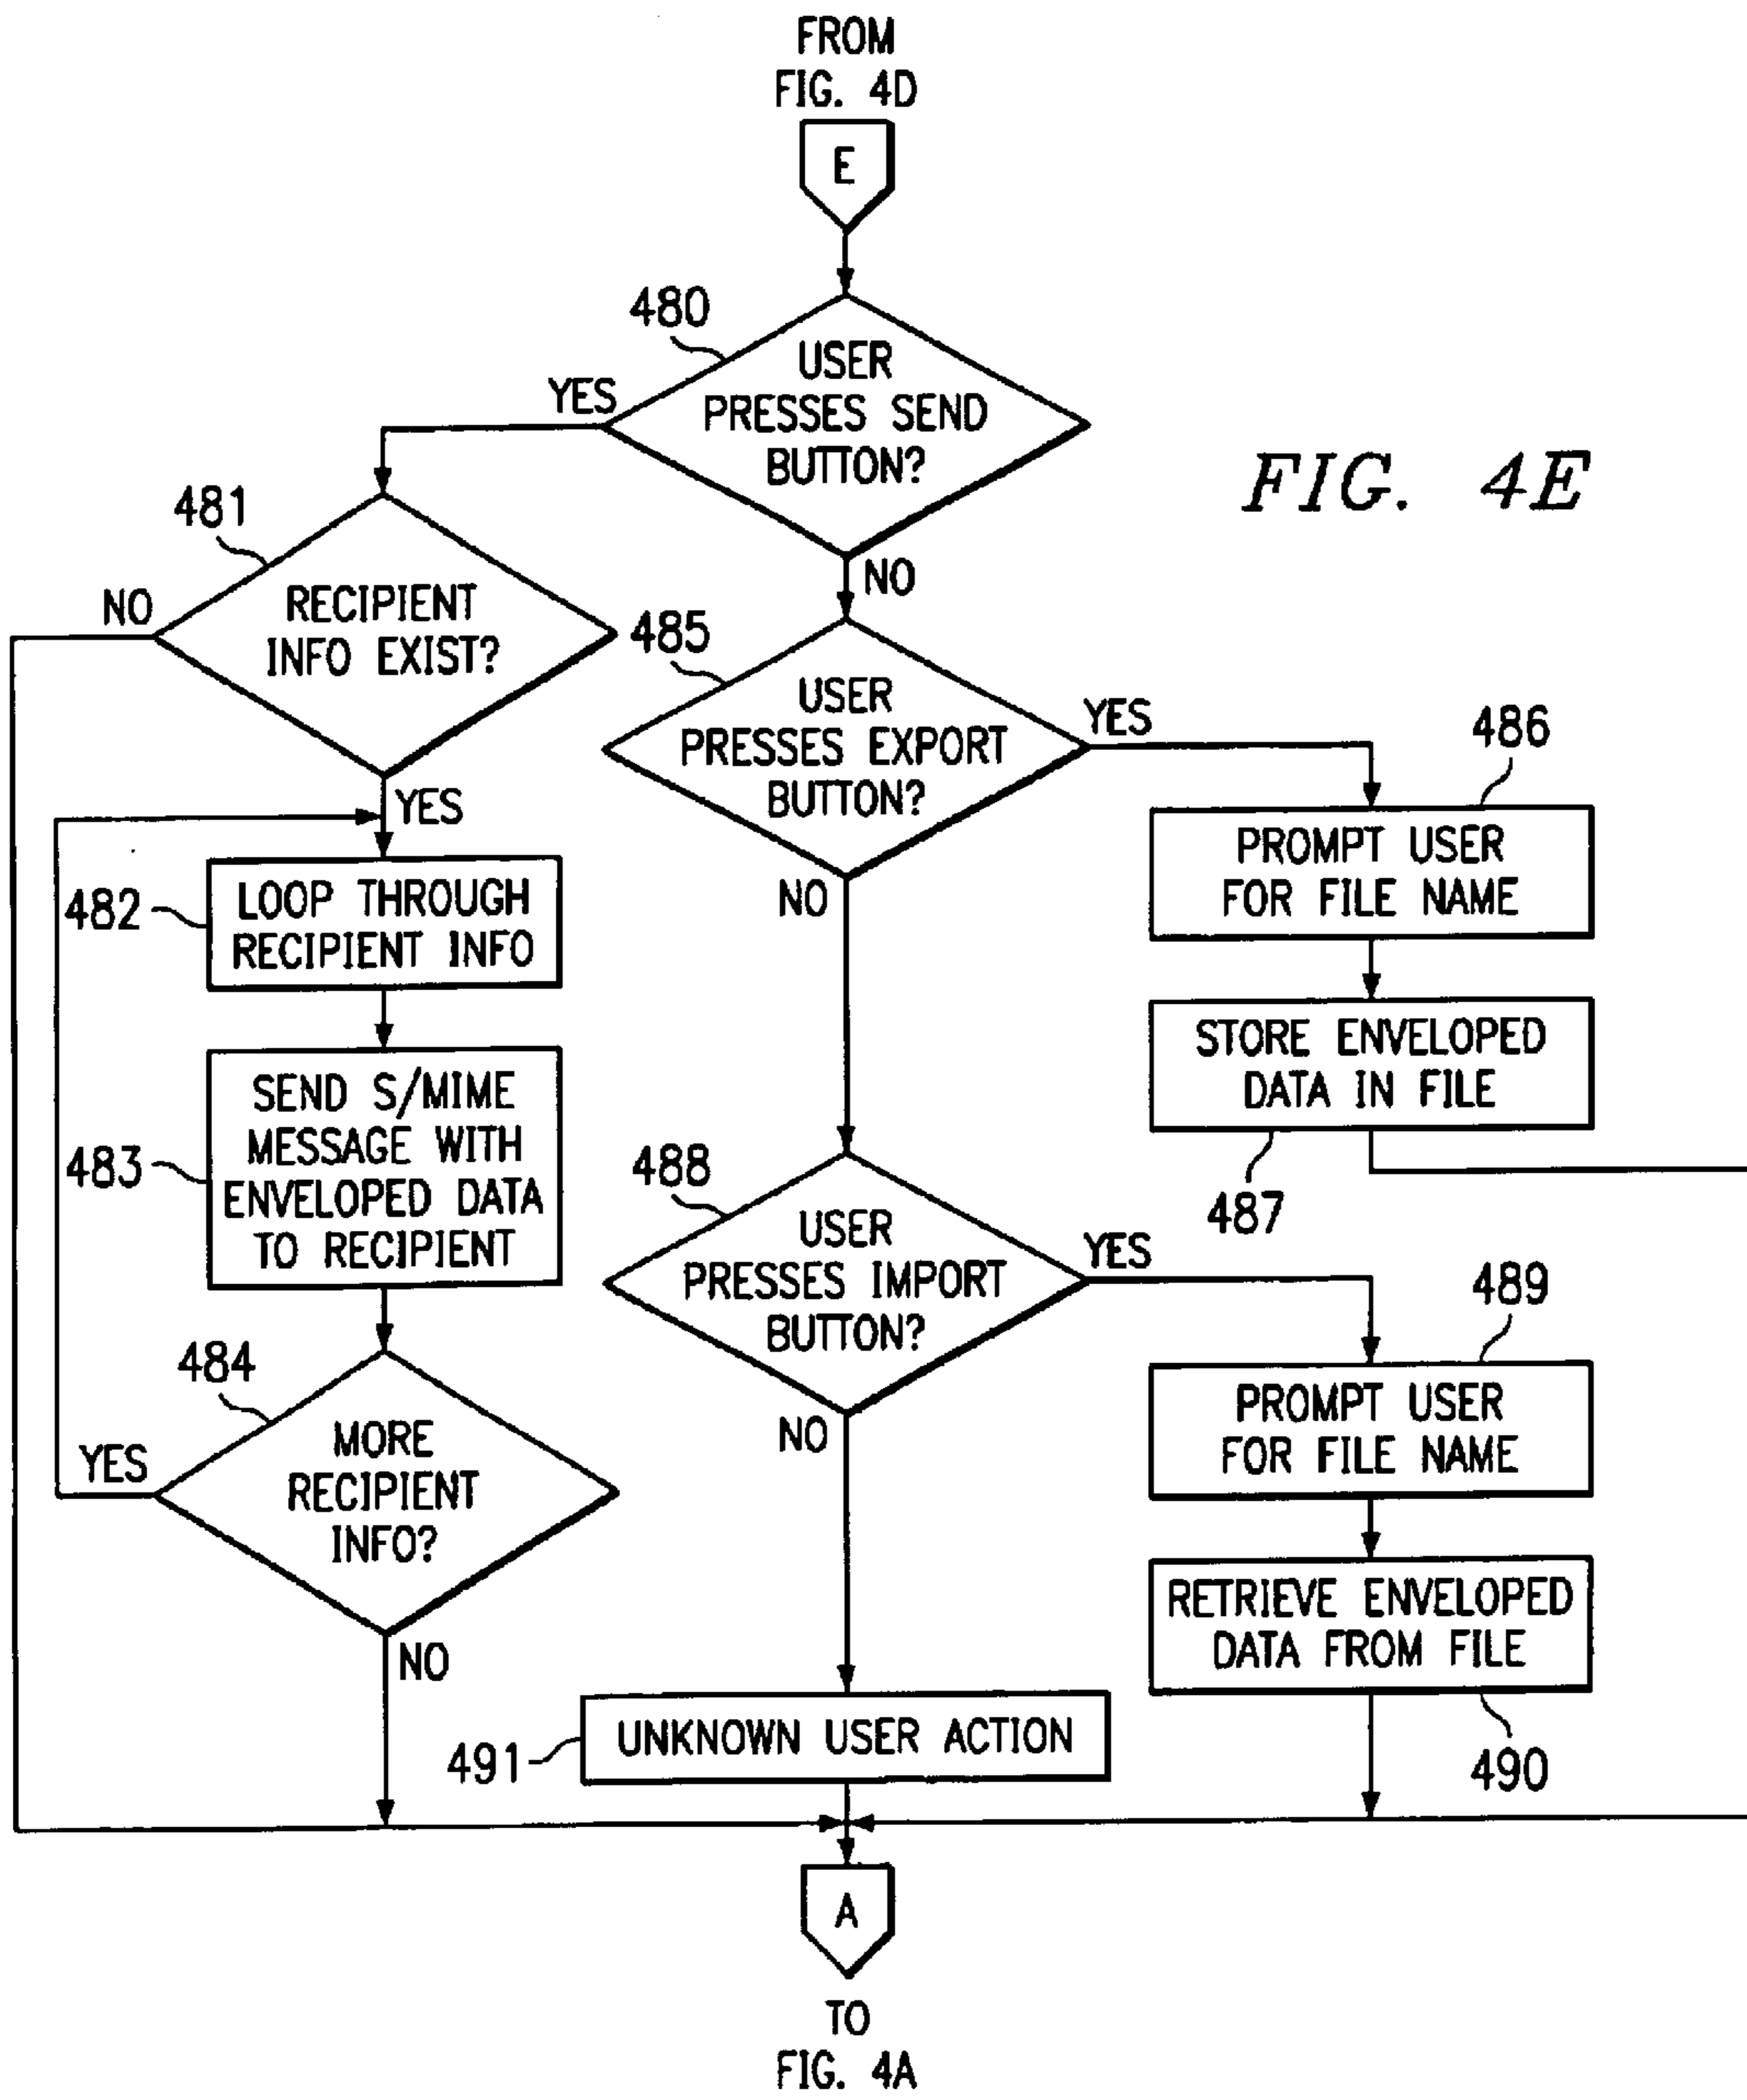 FROM
FIG. 4D
E
480
USER
PRESSES SEND
BUTTON?
YES
NO
FIG. 4E
481
RECIPIENT
INFO EXIST?
NO
YES
482
LOOP THROUGH
RECIPIENT INFO
483
SEND S/MIME
MESSAGE WITH
ENVELOPED DATA
TO RECIPIENT
484
MORE
RECIPIENT
INFO?
YES
NO
485
USER
PRESSES EXPORT
BUTTON?
YES
NO
486
PROMPT USER
FOR FILE NAME
STORE ENVELOPED
DATA IN FILE
487
488
USER
PRESSES IMPORT
BUTTON?
YES
NO
489
PROMPT USER
FOR FILE NAME
RETRIEVE ENVELOPED
DATA FROM FILE
490
491
UNKNOWN USER ACTION
A
TO
FIG. 4A